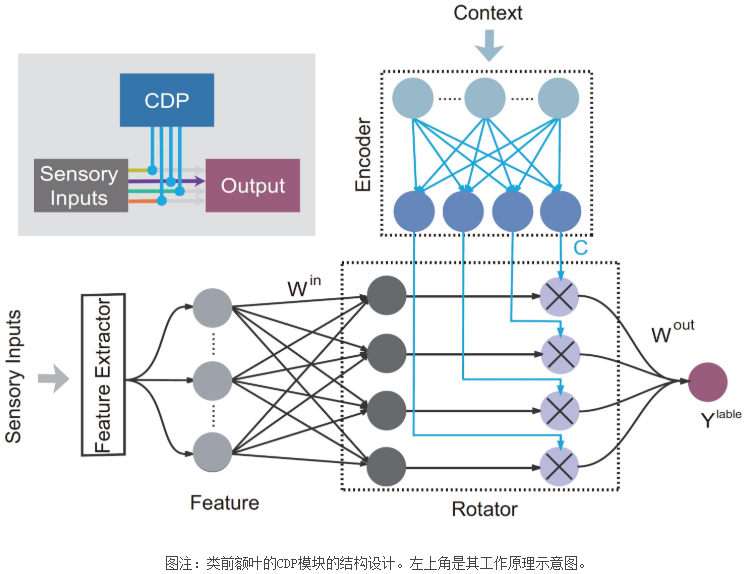 Context
CDP
Sensory
Inputs
Output
Encoder
C
W^in
W^out
Sensory Inputs
Feature Extractor
Y^lable
Feature
Rotator
图注：类前额叶的CDP模块的结构设计。左上角是其工作原理示意图。